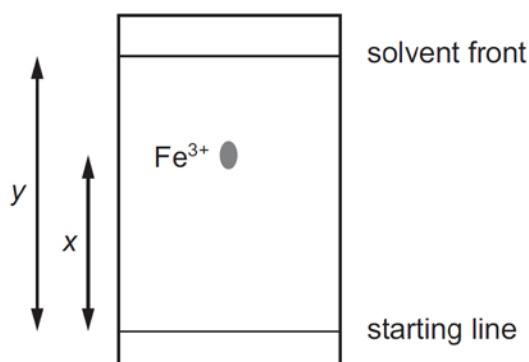 solvent front
Fe³⁺
y
x
starting line